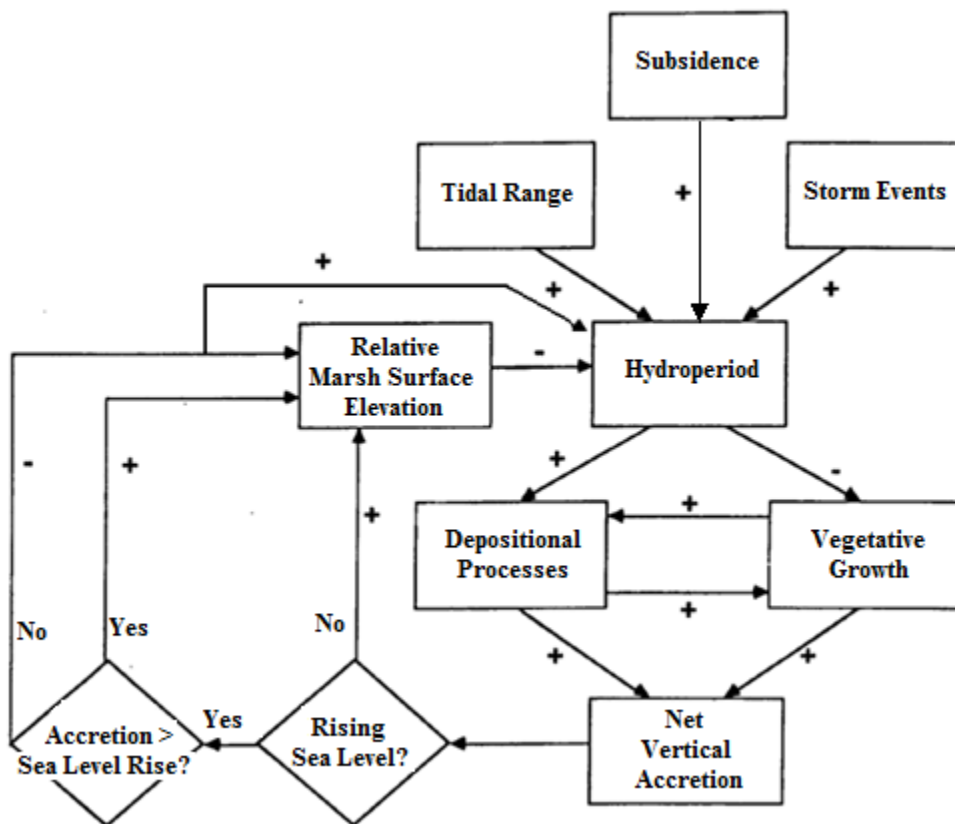 Subsidence
Tidal Range
Storm Events
+
+
+
+
+
Relative
Marsh Surface
Elevation
-
Hydroperiod
-
+
+
+
-
Depositional
Processes
+
+
Vegetative
Growth
No
Yes
No
+
+
Accretion >
Sea Level Rise?
Yes
Rising
Sea Level?
Net
Vertical
Accretion